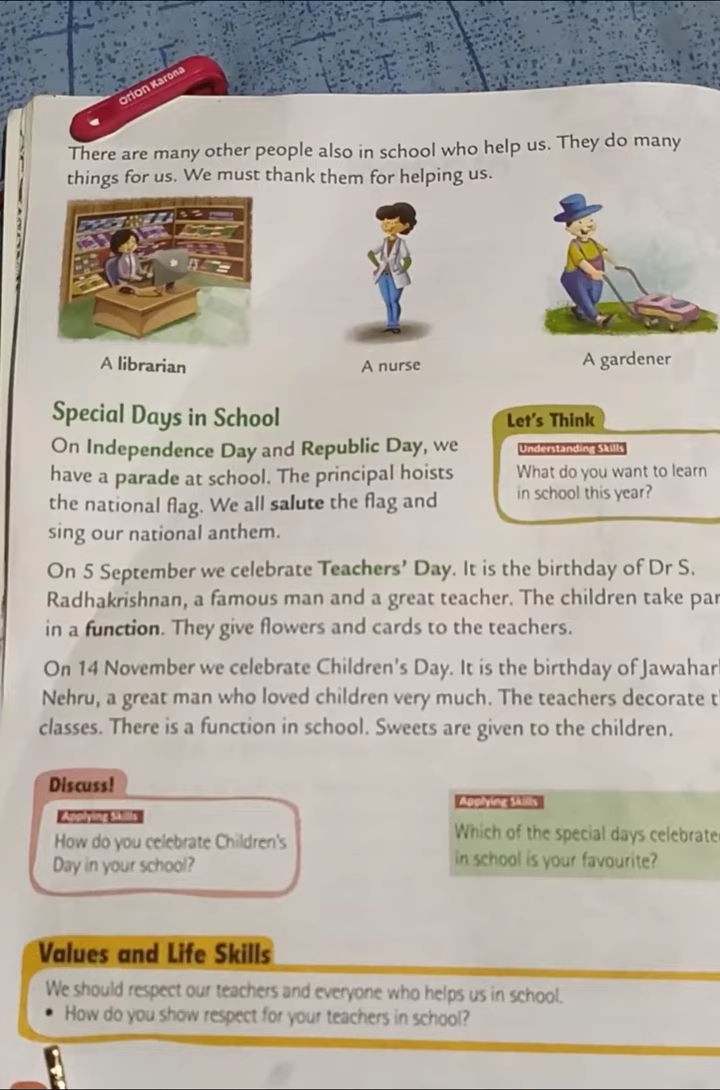 Orion Karona
There are many other people also in school who help us. They do many
things for us. We must thank them for helping us.
A librarian
A nurse
A gardener
Special Days in School
On Independence Day and Republic Day, we
have a parade at school. The principal hoists
the national flag. We all salute the flag and
sing our national anthem.
Let's Think
Understanding Skills
What do you want to learn
in school this year?
On 5 September we celebrate Teachers' Day. It is the birthday of Dr S.
Radhakrishnan, a famous man and a great teacher. The children take par
in a function. They give flowers and cards to the teachers.
On 14 November we celebrate Children's Day. It is the birthday of Jawahar
Nehru, a great man who loved children very much. The teachers decorate
classes. There is a function in school. Sweets are given to the children.
Discuss!
Applying Skills
How do you celebrate Children's
Day in your school?
Applying Skills
Which of the special days celebrate
in school is your favourite?
Values and Life Skills
We should respect our teachers and everyone who helps us in school.
• How do you show respect for your teachers in school?